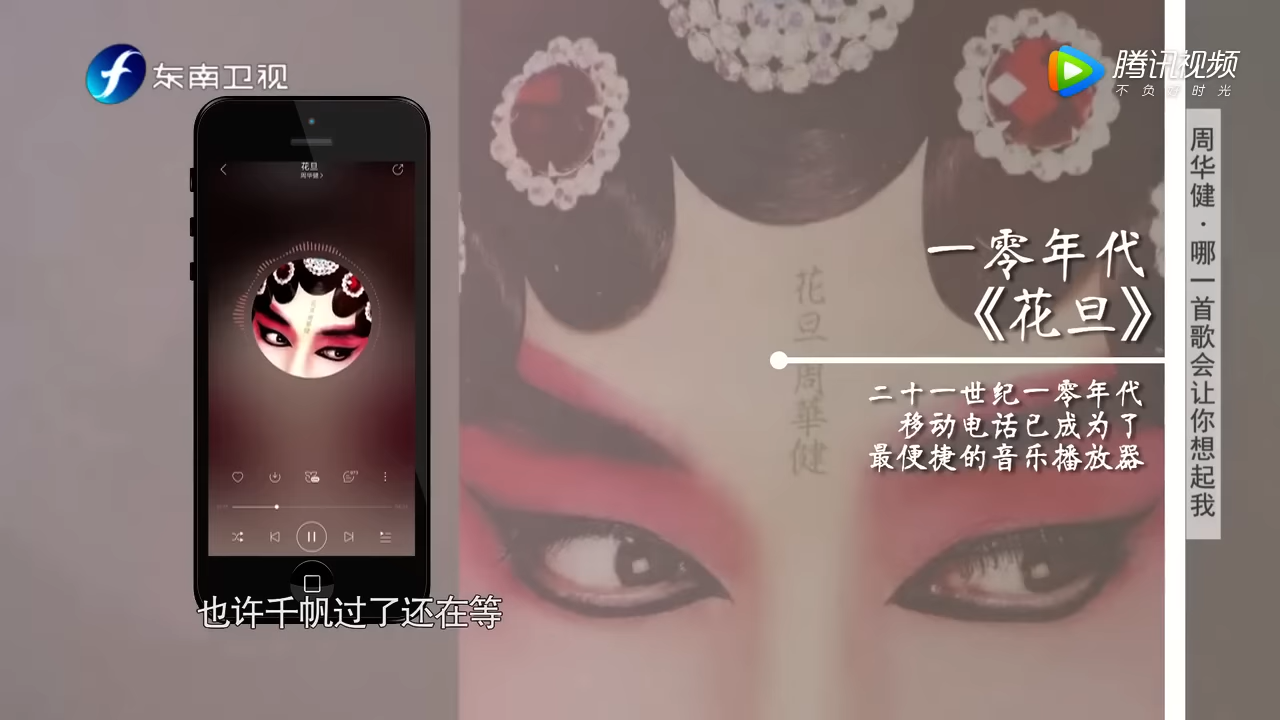 东南卫视
腾讯视频
不负好时光
花旦
周华健
花旦 周華健
一零年代
《花旦》
二十一世纪一零年代
移动电话已成为了
最便捷的音乐播放器
周华健·哪一首歌会让你想起我
也许千帆过了还在等